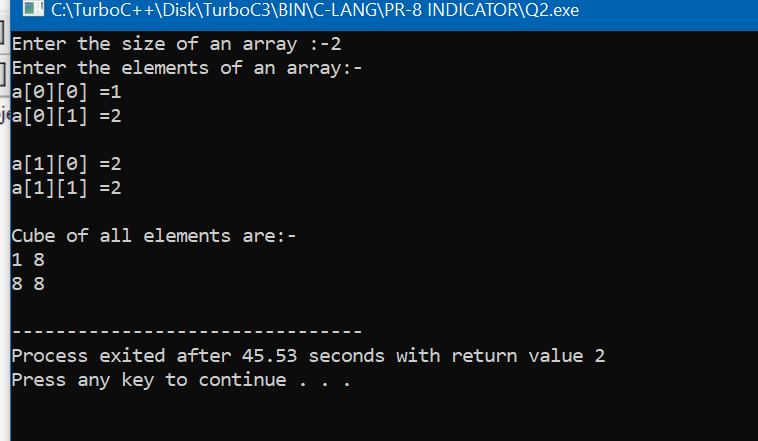 C:\TurboC++\Disk\TurboC3\BIN\C-LANG\PR-8 INDICATOR\Q2.exe
Enter the size of an array :-2
Enter the elements of an array:-
a[0][0] =1
a[0][1] =2
a[1][0] =2
a[1][1] =2
Cube of all elements are:-
1 8
8 8
--------------------------------
Process exited after 45.53 seconds with return value 2
Press any key to continue . . .